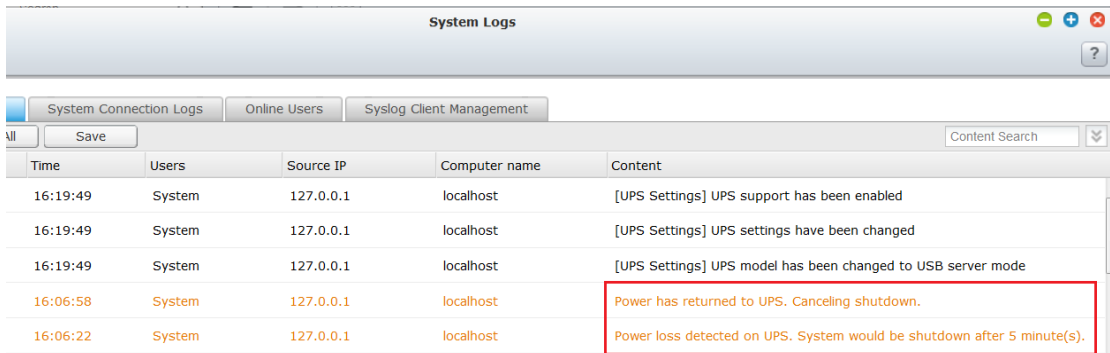 System Logs
?
System Connection Logs Online Users Syslog Client Management
All Save Content Search
Time Users Source IP Computer name Content
16:19:49 System 127.0.0.1 localhost [UPS Settings] UPS support has been enabled
16:19:49 System 127.0.0.1 localhost [UPS Settings] UPS settings have been changed
16:19:49 System 127.0.0.1 localhost [UPS Settings] UPS model has been changed to USB server mode
16:06:58 System 127.0.0.1 localhost Power has returned to UPS. Canceling shutdown.
16:06:22 System 127.0.0.1 localhost Power loss detected on UPS. System would be shutdown after 5 minute(s).